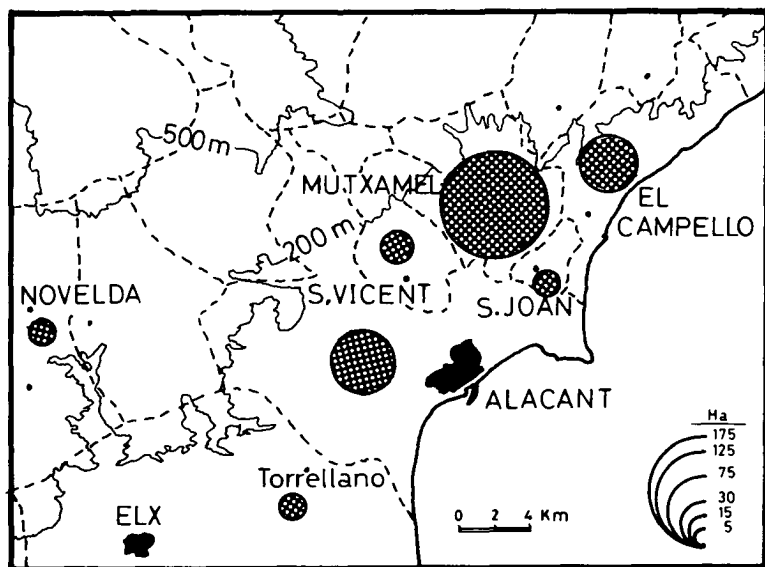 500m
MUTXAMEL
EL
CAMPELLO
200 m
NOVELDA
S.VICENT
S.JOAN
ALACANT
Ha
175
125
75
30
15
5
Torrellano
0 2 4 Km
ELX